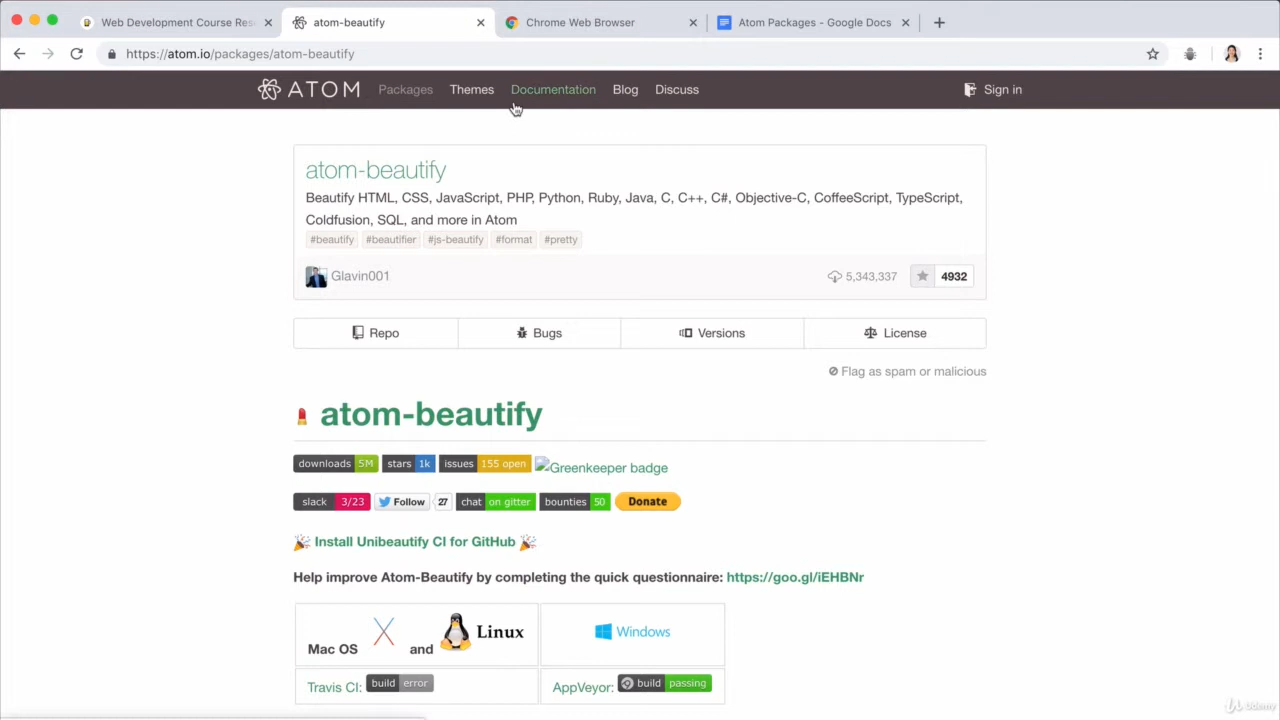 Web Development Course Res
atom-beautify
Chrome Web Browser
Atom Packages - Google Docs
https://atom.io/packages/atom-beautify
ATOM
Packages
Themes
Documentation
Blog
Discuss
Sign in
atom-beautify
Beautify HTML, CSS, JavaScript, PHP, Python, Ruby, Java, C, C++, C#, Objective-C, CoffeeScript, TypeScript,
Coldfusion, SQL, and more in Atom
#beautify #beautifier #js-beautify #format #pretty
Glavin001
5,343,337
4932
Repo
Bugs
Versions
License
Flag as spam or malicious
atom-beautify
downloads 5M stars 1k issues 155 open Greenkeeper badge
slack 3/23 Follow 27 chat on gitter bounties 50 Donate
Install Unibeautify CI for GitHub
Help improve Atom-Beautify by completing the quick questionnaire: https://goo.gl/iEHBNr
Mac OS and Linux
Windows
Travis CI: build error
AppVeyor: build passing
Udemy